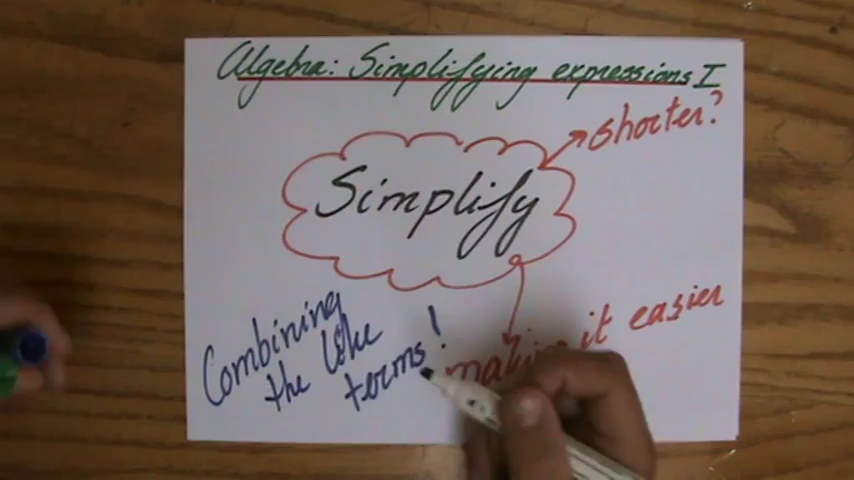 Algebra: Simplifying expressions I
shorter?
Simplify
making it easier
Combining
the like
terms!